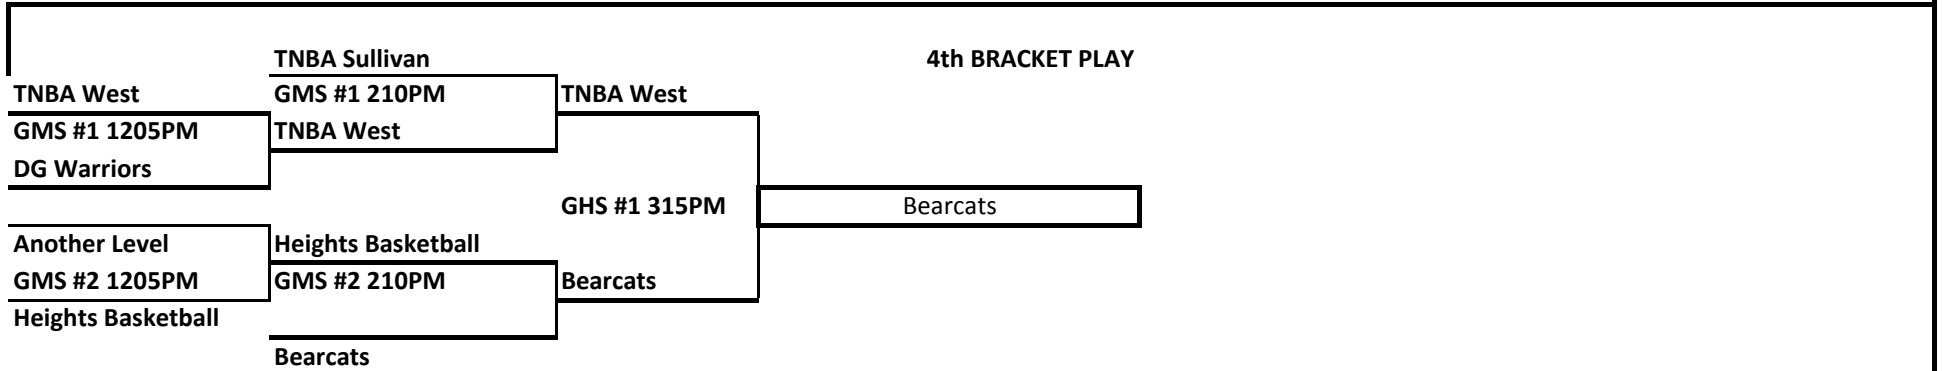 TNBA Sullivan
4th BRACKET PLAY
TNBA West
GMS #1 210PM
TNBA West
GMS #1 1205PM
TNBA West
DG Warriors
GHS #1 315PM
Bearcats
Another Level
Heights Basketball
GMS #2 1205PM
GMS #2 210PM
Bearcats
Heights Basketball
Bearcats